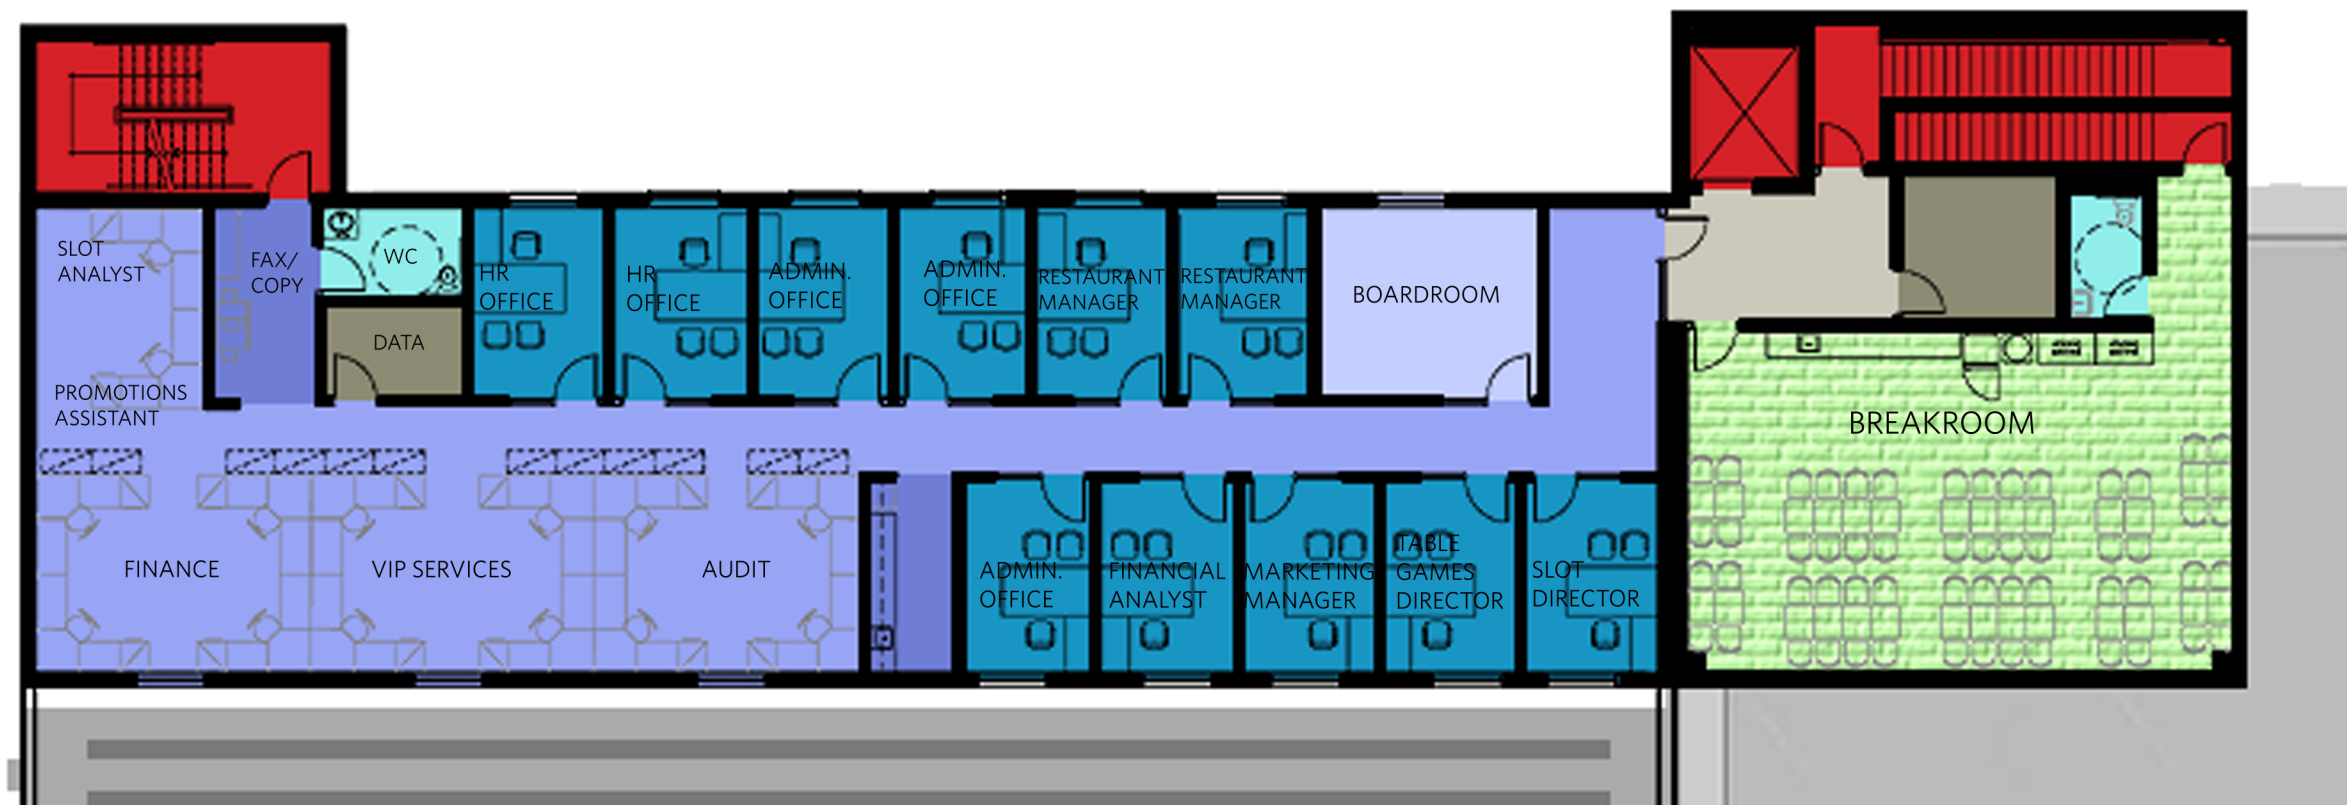 SLOT
ANALYST
PROMOTIONS
ASSISTANT
FAX/
COPY
WC
DATA
HR
OFFICE
HR
OFFICE
ADMIN.
OFFICE
ADMIN.
OFFICE
RESTAURANT
MANAGER
RESTAURANT
MANAGER
BOARDROOM
BREAKROOM
FINANCE
VIP SERVICES
AUDIT
ADMIN.
OFFICE
FINANCIAL
ANALYST
MARKETING
MANAGER
TABLE
GAMES
DIRECTOR
SLOT
DIRECTOR